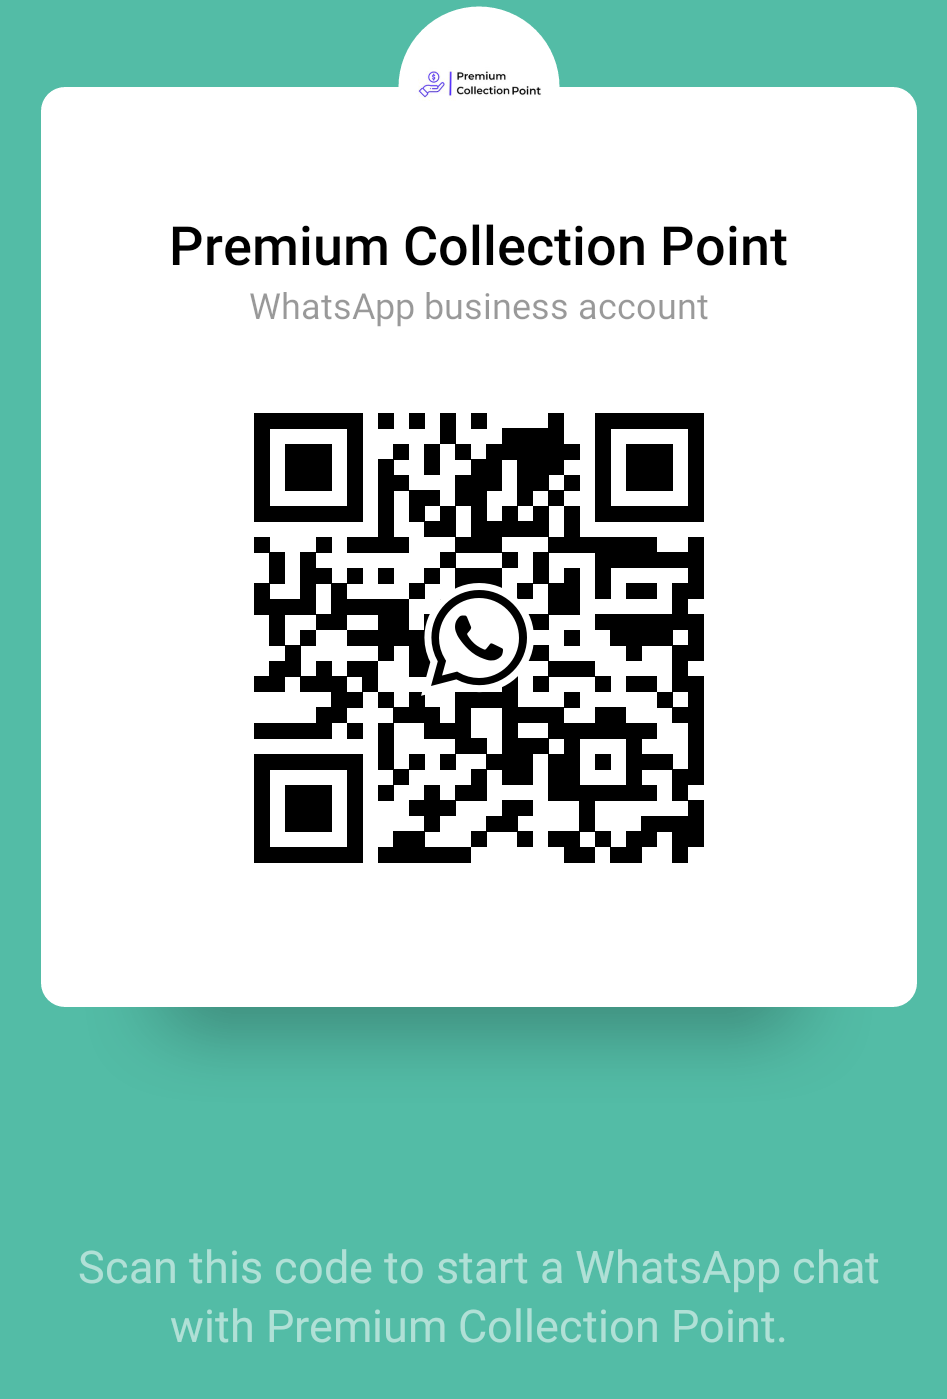 Premium
Collection Point
Premium Collection Point
WhatsApp business account
Scan this code to start a WhatsApp chat
with Premium Collection Point.